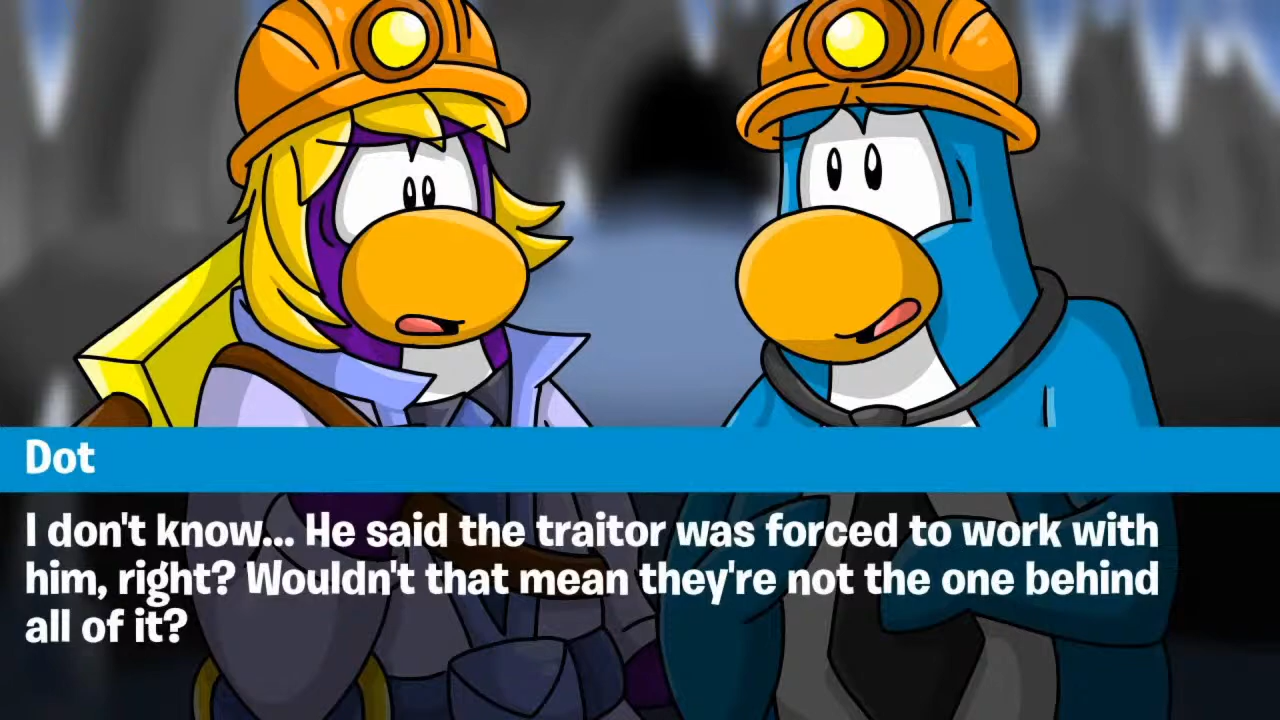 Dot
I don't know... He said the traitor was forced to work with
him, right? Wouldn't that mean they're not the one behind
all of it?